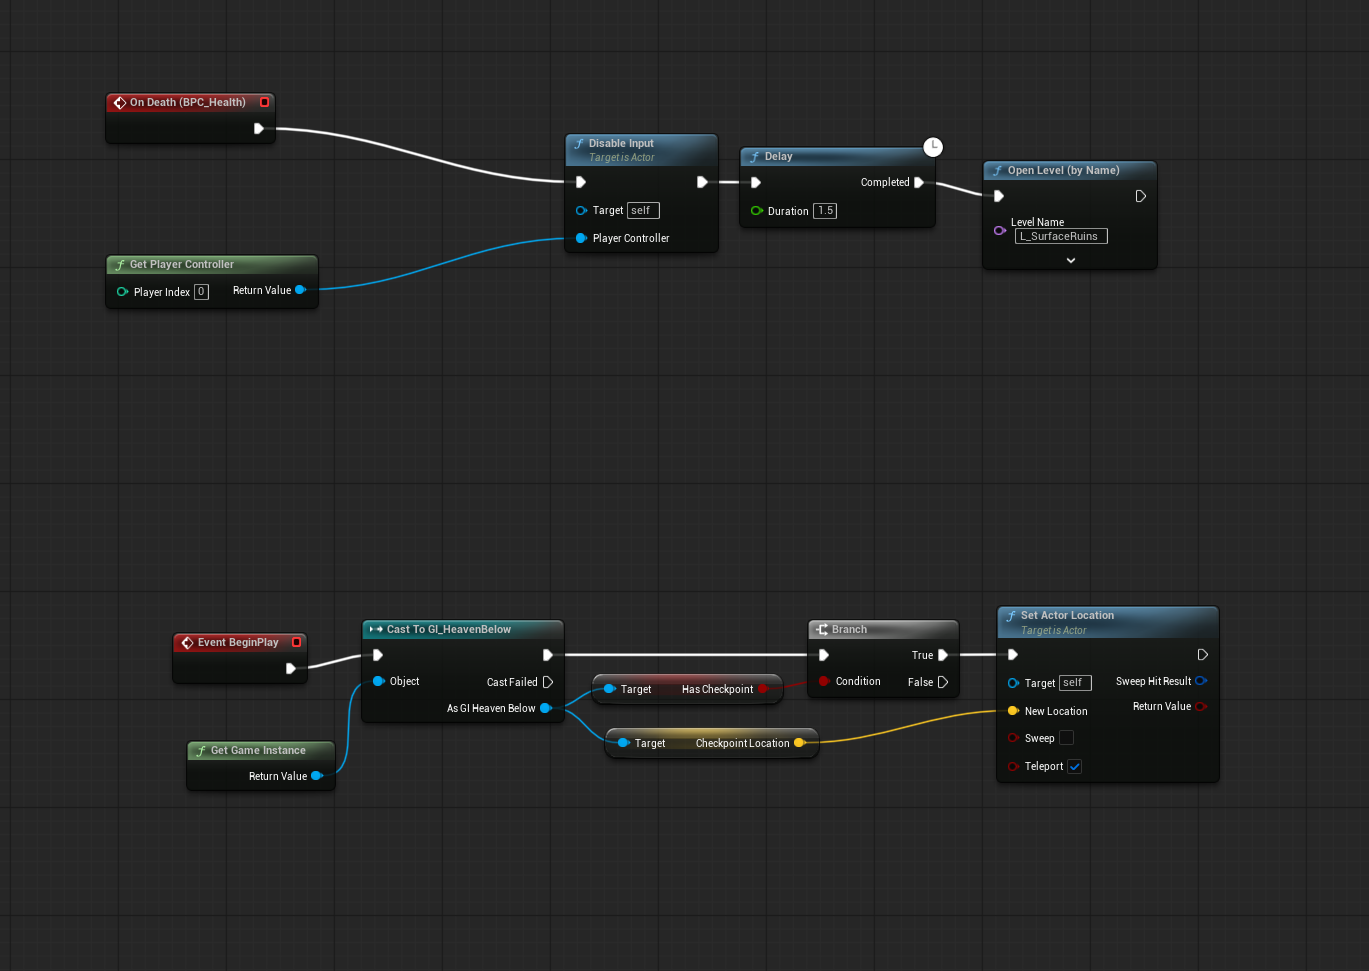 On Death (BPC_Health)
Disable Input
Target is Actor
Target self
Player Controller
Delay
Completed
Duration 1.5
Open Level (by Name)
Level Name
L_SurfaceRuins
Get Player Controller
Player Index 0
Return Value
Event BeginPlay
Cast To GI_HeavenBelow
Object
Cast Failed
As GI Heaven Below
Get Game Instance
Return Value
Target Has Checkpoint
Target Checkpoint Location
Branch
True
Condition
False
Set Actor Location
Target is Actor
Target self
Sweep Hit Result
New Location
Return Value
Sweep
Teleport